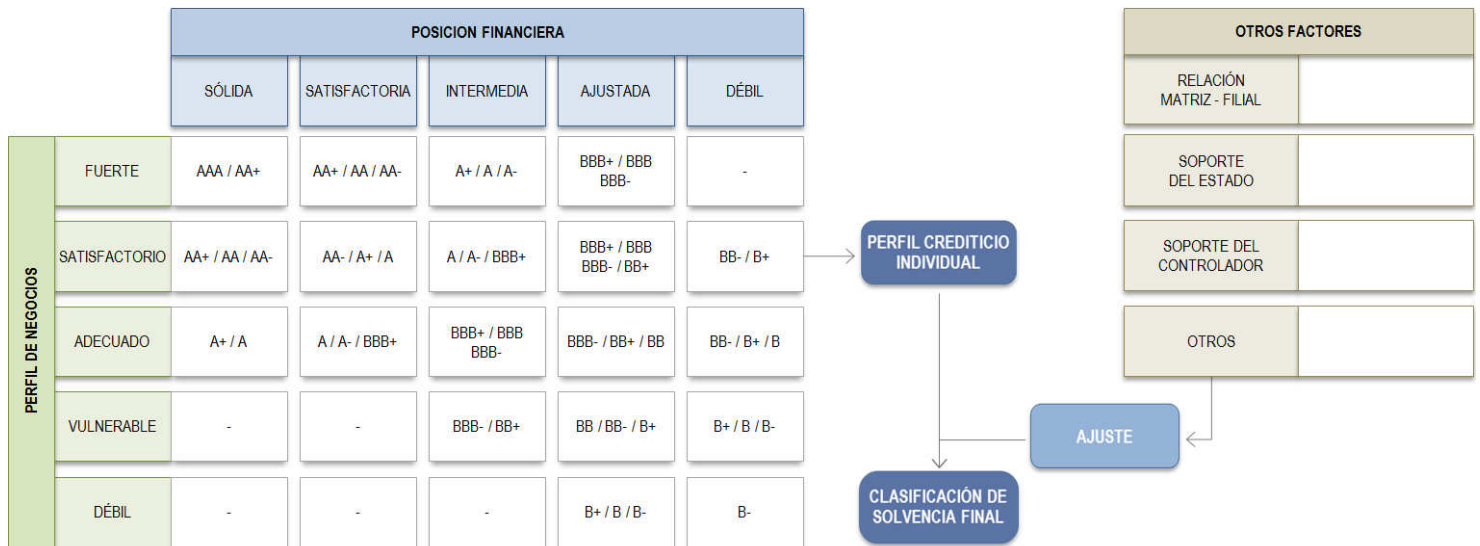 POSICION FINANCIERA
SÓLIDA
SATISFACTORIA
INTERMEDIA
AJUSTADA
DÉBIL
PERFIL DE NEGOCIOS
FUERTE
AAA / AA+
AA+ / AA / AA-
A+ / A / A-
BBB+ / BBB
BBB-
-
SATISFACTORIO
AA+ / AA / AA-
AA- / A+ / A
A / A- / BBB+
BBB+ / BBB
BBB- / BB+
BB- / B+
ADECUADO
A+ / A
A / A- / BBB+
BBB+ / BBB
BBB-
BBB- / BB+ / BB
BB- / B+ / B
VULNERABLE
-
-
BBB- / BB+
BB / BB- / B+
B+ / B / B-
DÉBIL
-
-
-
B+ / B / B-
B-
PERFIL CREDITICIO
INDIVIDUAL
CLASIFICACIÓN DE
SOLVENCIA FINAL
AJUSTE
OTROS FACTORES
RELACIÓN
MATRIZ - FILIAL
SOPORTE
DEL ESTADO
SOPORTE DEL
CONTROLADOR
OTROS